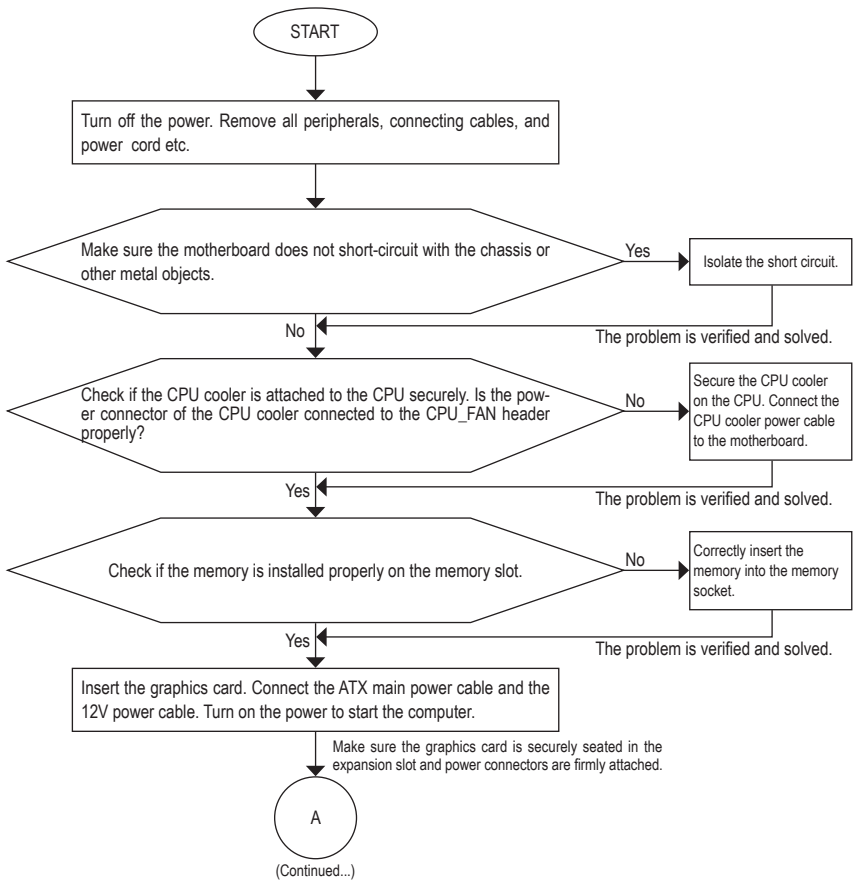 START
Turn off the power. Remove all peripherals, connecting cables, and
power cord etc.
Make sure the motherboard does not short-circuit with the chassis or
other metal objects.
Yes
Isolate the short circuit.
No
The problem is verified and solved.
Check if the CPU cooler is attached to the CPU securely. Is the pow-
er connector of the CPU cooler connected to the CPU_FAN header
properly?
No
Secure the CPU cooler
on the CPU. Connect the
CPU cooler power cable
to the motherboard.
Yes
The problem is verified and solved.
Check if the memory is installed properly on the memory slot.
No
Correctly insert the
memory into the memory
socket.
Yes
The problem is verified and solved.
Insert the graphics card. Connect the ATX main power cable and the
12V power cable. Turn on the power to start the computer.
Make sure the graphics card is securely seated in the
expansion slot and power connectors are firmly attached.
A
(Continued...)